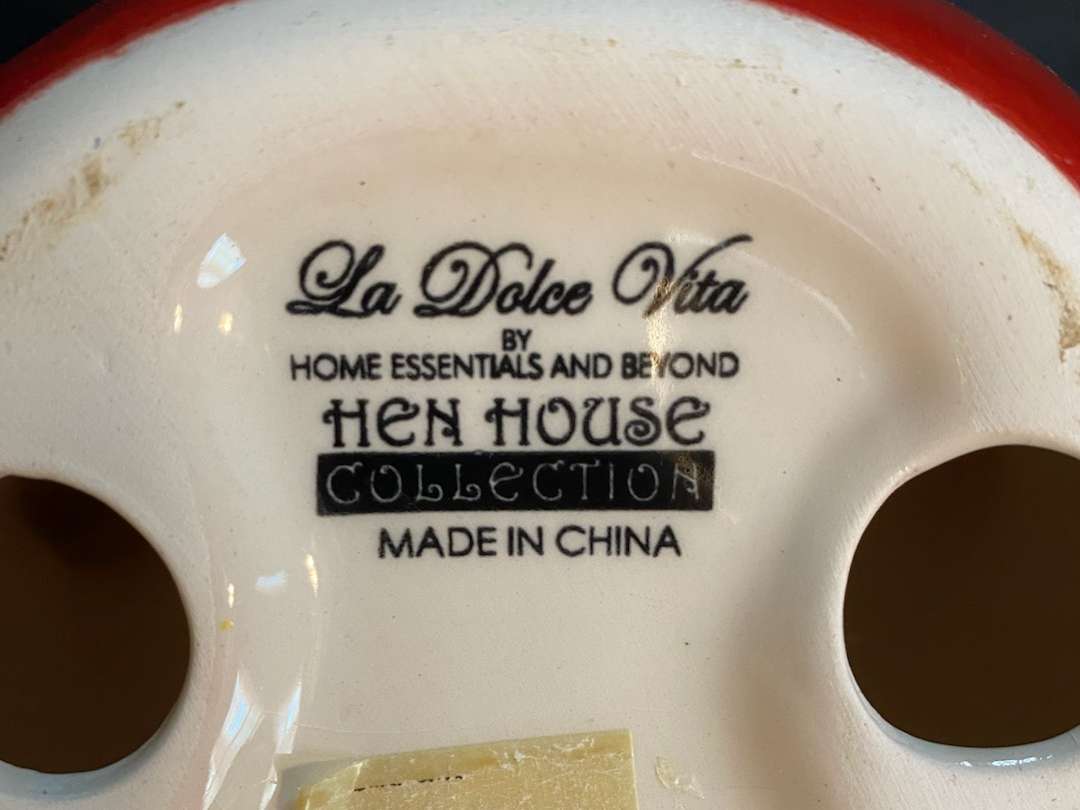 La Dolce Vita
BY
HOME ESSENTIALS AND BEYOND
HEN HOUSE
COLLECTION
MADE IN CHINA